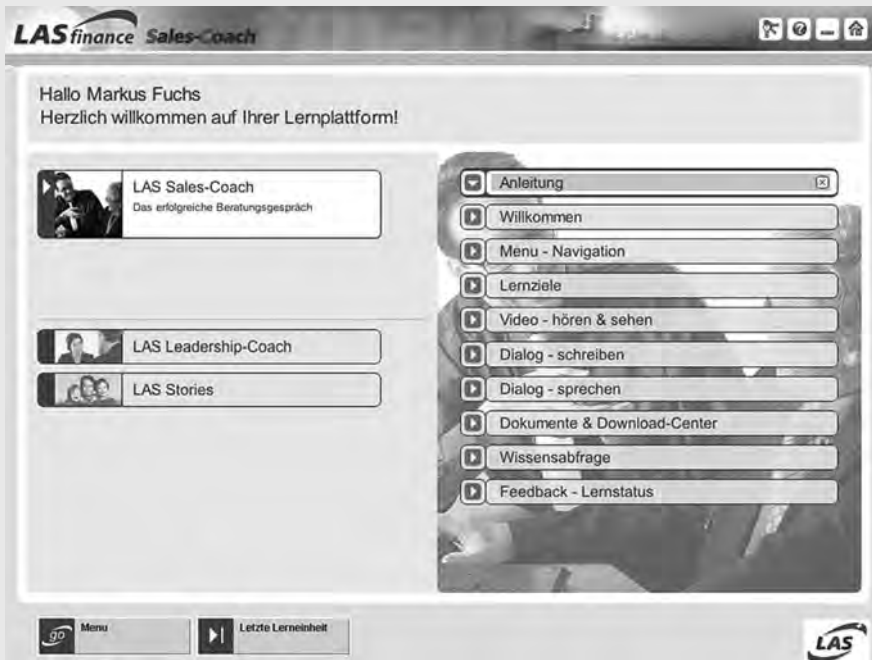 LAS finance Sales-Coach
Hallo Markus Fuchs
Herzlich willkommen auf Ihrer Lernplattform!
LAS Sales-Coach
Das erfolgreiche Beratungsgespräch
LAS Leadership-Coach
LAS Stories
Anleitung
Willkommen
Menu - Navigation
Lernziele
Video - hören & sehen
Dialog - schreiben
Dialog - sprechen
Dokumente & Download-Center
Wissensabfrage
Feedback - Lernstatus
go
Menu
Letzte Lerneinheit
LAS